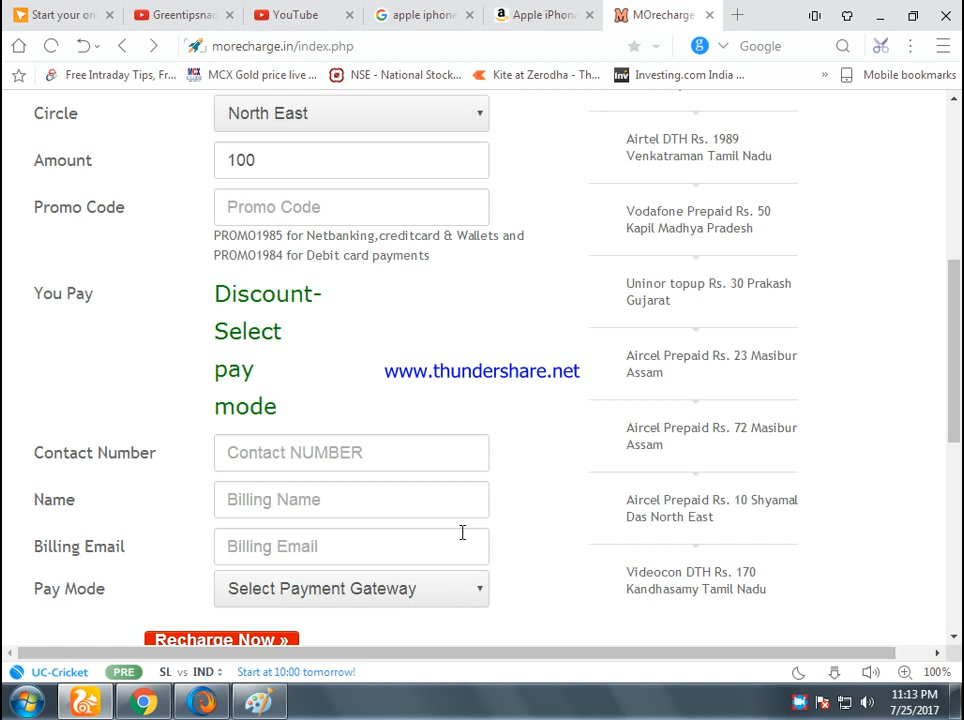 Start your on
Greentipsnac
YouTube
apple iphone
Apple iPhon
MOrecharge
morecharge.in/index.php
Google
Free Intraday Tips, Fr...
MCX Gold price live ...
NSE - National Stock...
Kite at Zerodha - Th...
Investing.com India ...
»
Mobile bookmarks
Circle
North East
Amount
100
Promo Code
Promo Code
PROMO1985 for Netbanking,creditcard & Wallets and
PROMO1984 for Debit card payments
You Pay
Discount-
Select
pay
mode
www.thundershare.net
Contact Number
Contact NUMBER
Name
Billing Name
Billing Email
Billing Email
Pay Mode
Select Payment Gateway
Recharge Now »
Airtel DTH Rs. 1989
Venkatraman Tamil Nadu
Vodafone Prepaid Rs. 50
Kapil Madhya Pradesh
Uninor topup Rs. 30 Prakash
Gujarat
Aircel Prepaid Rs. 23 Masibur
Assam
Aircel Prepaid Rs. 72 Masibur
Assam
Aircel Prepaid Rs. 10 Shyamal
Das North East
Videocon DTH Rs. 170
Kandhasamy Tamil Nadu
UC-Cricket PRE SL vs IND Start at 10:00 tomorrow!
100%
11:13 PM
7/25/2017